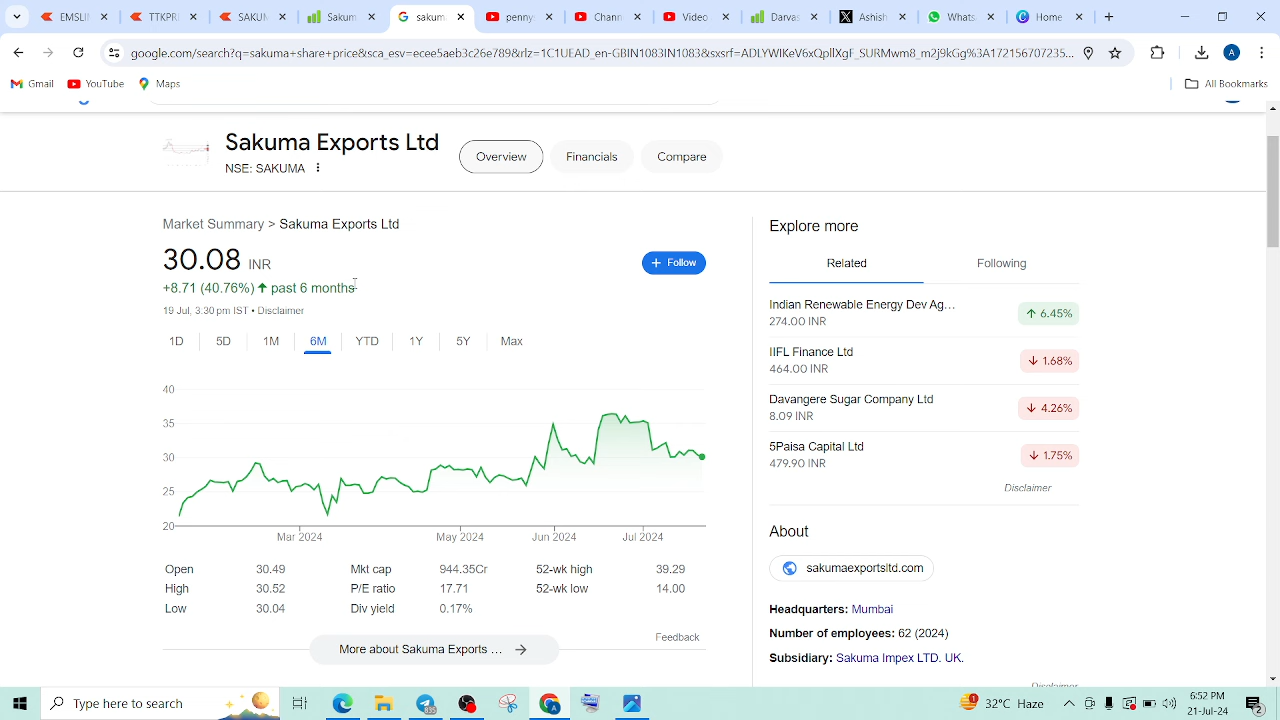 EMSLI
TTKPR
SAKUM
Sakum
sakum
penny
Chann
Video
Darvas
Ashish
Whats
Home
google.com/search?q=sakuma+share+price&sca_esv=ece5aeb3c26e7898&rlz=1C1UEAD_en-GBIN1083IN1083&sxsrf=ADLYWIKeV6xQpllXgF_SURMwm8_m2j9kGg%3A172156707235...
A
Gmail
YouTube
Maps
All Bookmarks
Sakuma Exports Ltd
NSE: SAKUMA
Overview
Financials
Compare
Market Summary > Sakuma Exports Ltd
30.08 INR
+ Follow
+8.71 (40.76%) ↑ past 6 months
19 Jul, 3:30 pm IST • Disclaimer
1D
5D
1M
6M
YTD
1Y
5Y
Max
40
35
30
25
20
Mar 2024
May 2024
Jun 2024
Jul 2024
Open 30.49 Mkt cap 944.35Cr 52-wk high 39.29
High 30.52 P/E ratio 17.71 52-wk low 14.00
Low 30.04 Div yield 0.17%
Feedback
More about Sakuma Exports ... →
Explore more
Related
Following
Indian Renewable Energy Dev Ag...
274.00 INR
↑ 6.45%
IIFL Finance Ltd
464.00 INR
↓ 1.68%
Davangere Sugar Company Ltd
8.09 INR
↓ 4.26%
5Paisa Capital Ltd
479.90 INR
↓ 1.75%
Disclaimer
About
sakumaexportsltd.com
Headquarters: Mumbai
Number of employees: 62 (2024)
Subsidiary: Sakuma Impex LTD. UK.
Type here to search
32°C Haze
6:52 PM
21-Jul-24